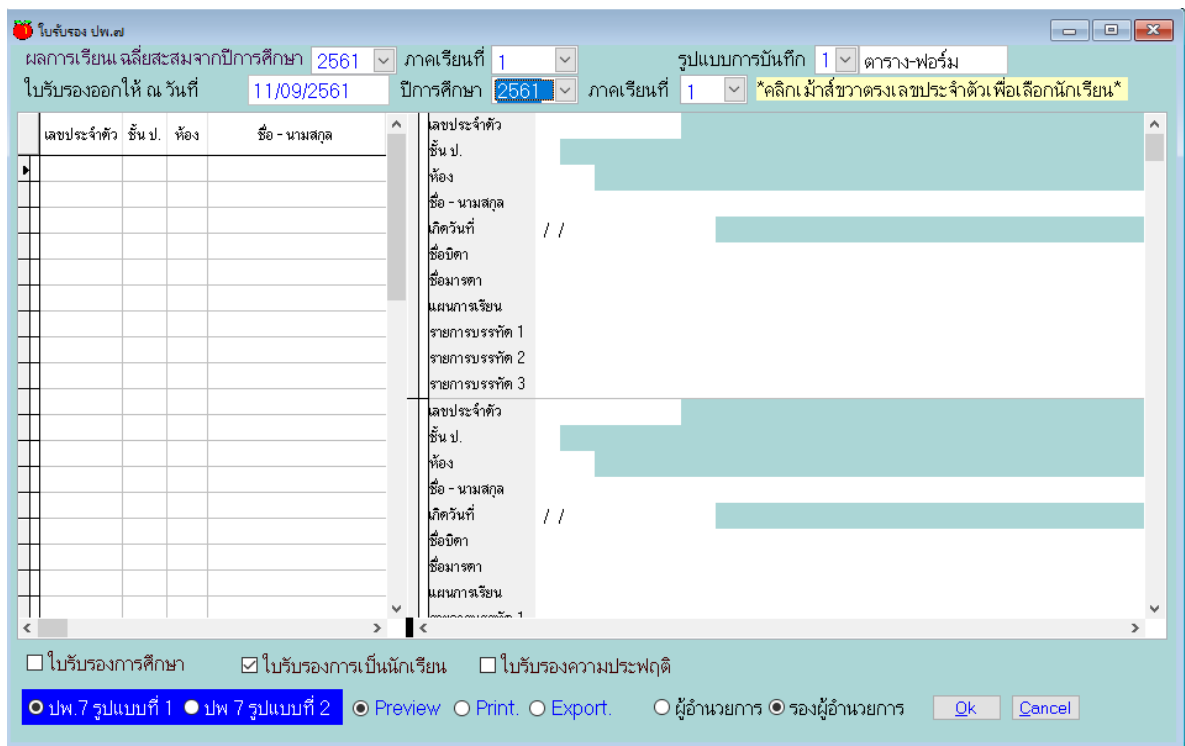 ใบรับรอง ปพ.๗
ผลการเรียนเฉลี่ยสะสมจากปีการศึกษา 2561 ภาคเรียนที่ 1 รูปแบบการบันทึก 1 ตาราง-ฟอร์ม
ใบรับรองออกให้ ณ วันที่ 11/09/2561 ปีการศึกษา 2561 ภาคเรียนที่ 1 *คลิกเม้าส์ขวาตรงเลขประจำตัวเพื่อเลือกนักเรียน*
เลขประจำตัว ชั้น ป. ห้อง ชื่อ - นามสกุล
เลขประจำตัว
ชั้น ป.
ห้อง
ชื่อ - นามสกุล
เกิดวันที่ / /
ชื่อบิดา
ชื่อมารดา
แผนการเรียน
รายการบรรทัด 1
รายการบรรทัด 2
รายการบรรทัด 3
เลขประจำตัว
ชั้น ป.
ห้อง
ชื่อ - นามสกุล
เกิดวันที่ / /
ชื่อบิดา
ชื่อมารดา
แผนการเรียน
รายการบรรทัด 1
ใบรับรองการศึกษา ใบรับรองการเป็นนักเรียน ใบรับรองความประพฤติ
ปพ.7 รูปแบบที่ 1 ปพ 7 รูปแบบที่ 2 Preview Print. Export. ผู้อำนวยการ รองผู้อำนวยการ Ok Cancel